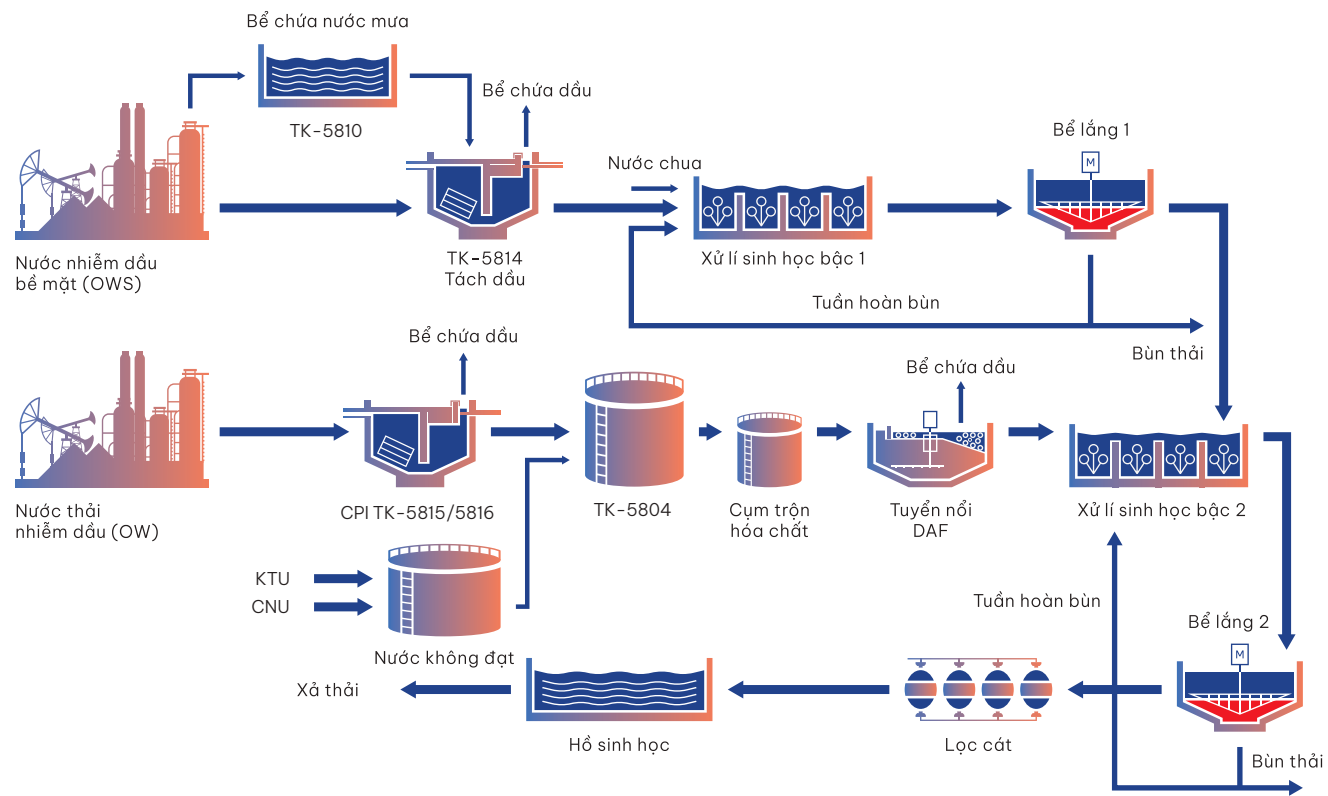 Bể chứa nước mưa
TK-5810
Bể chứa dầu
Nước nhiễm dầu
bề mặt (OWS)
TK-5814
Tách dầu
Nước chua
Xử lí sinh học bậc 1
Bể lắng 1
M
Tuần hoàn bùn
Bùn thải
Nước thải
nhiễm dầu (OW)
Bể chứa dầu
CPI TK-5815/5816
TK-5804
Cụm trộn
hóa chất
Bể chứa dầu
Tuyển nổi
DAF
Xử lí sinh học bậc 2
KTU
CNU
Nước không đạt
Tuần hoàn bùn
Bể lắng 2
M
Bùn thải
Lọc cát
Hồ sinh học
Xả thải